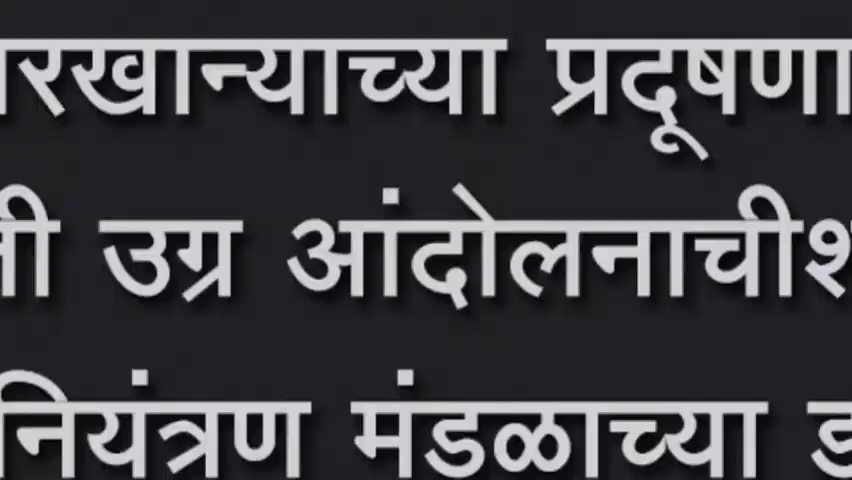 ारखान्याच्या प्रदूषणा
ी उग्र आंदोलनाचीश
नियंत्रण मंडळाच्या ड